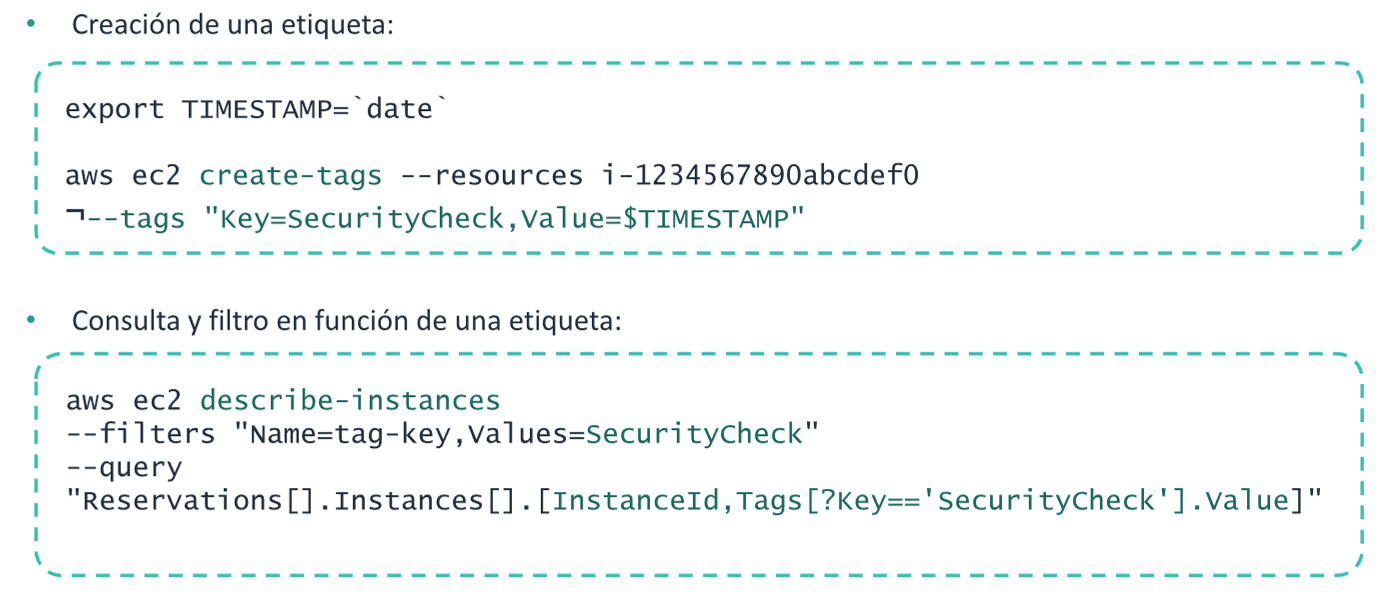 • Creación de una etiqueta:
export TIMESTAMP=`date`
aws ec2 create-tags --resources i-1234567890abcdef0
¬--tags "Key=SecurityCheck,Value=$TIMESTAMP"
• Consulta y filtro en función de una etiqueta:
aws ec2 describe-instances
--filters "Name=tag-key,Values=SecurityCheck"
--query
"Reservations[].Instances[].[InstanceId,Tags[?Key=='SecurityCheck'].Value]"